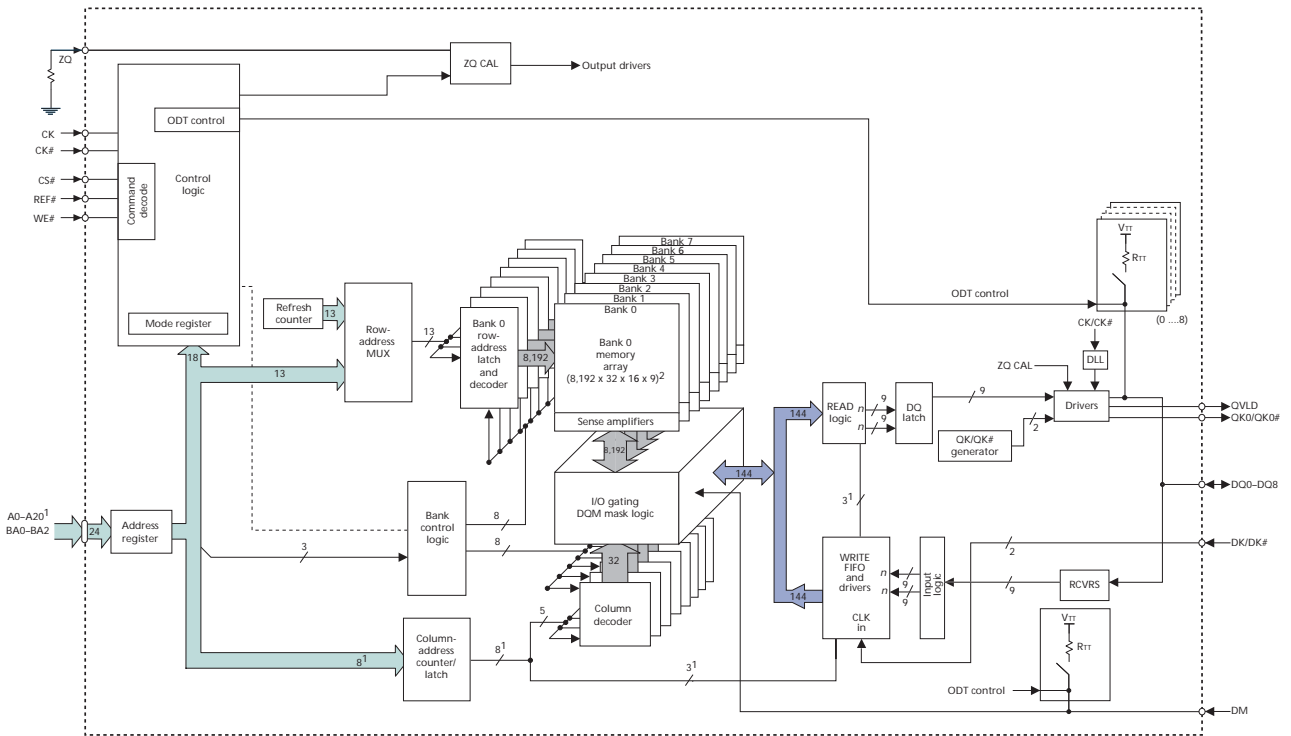 ZQ
ZQ CAL
Output drivers
ODT control
CK
CK#
CS#
REF#
WE#
Command
decode
Control
logic
Mode register
18
Refresh
counter
13
13
Row-
address
MUX
13
Bank 0
row-
address
latch
and
decoder
8,192
Bank 7
Bank 6
Bank 5
Bank 4
Bank 3
Bank 2
Bank 1
Bank 0
Bank 0
memory
array
(8,192 x 32 x 16 x 9)2
Sense amplifiers
8,192
I/O gating
DQM mask logic
32
Column
decoder
5
A0–A201
BA0–BA2
24
Address
register
3
Bank
control
logic
8
8
81
Column-
address
counter/
latch
81
31
144
144
144
READ
logic
n
9
n
9
DQ
latch
9
31
WRITE
FIFO
and
drivers
CLK
in
n
9
n
9
Input
logic
9
RCVRS
2
QK/QK#
generator
2
Drivers
ZQ CAL
DLL
CK/CK#
ODT control
VTT
RTT
(0 ....8)
QVLD
QK0/QK0#
DQ0–DQ8
DK/DK#
VTT
RTT
ODT control
DM